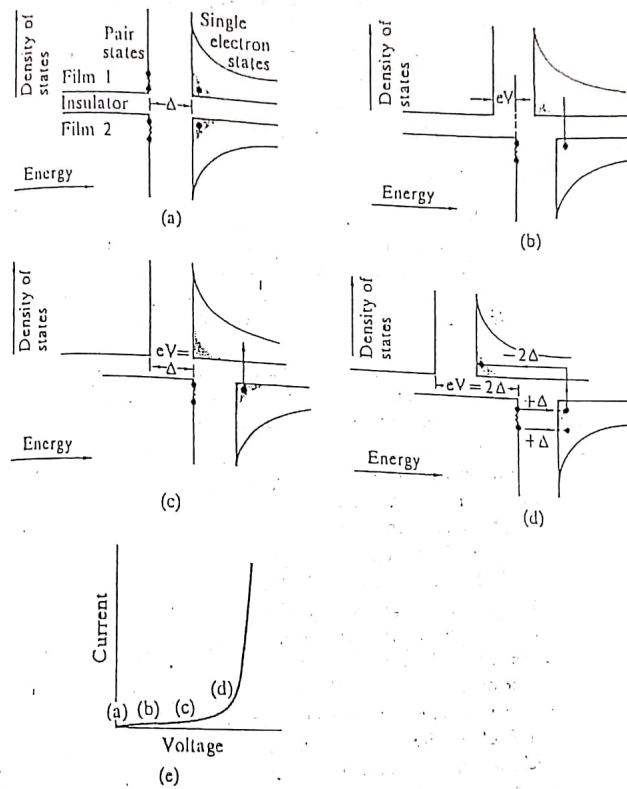 Density of
states
Pair
states
Single
electron
states
Film 1
Insulator
Δ
Film 2
Energy
(a)
Density of
states
eV
Energy
(b)
Density of
states
eV=
Δ
Energy
(c)
Density of
states
−2Δ
eV = 2Δ
+Δ
+Δ
Energy
(d)
Current
(a) (b) (c) (d)
Voltage
(e)